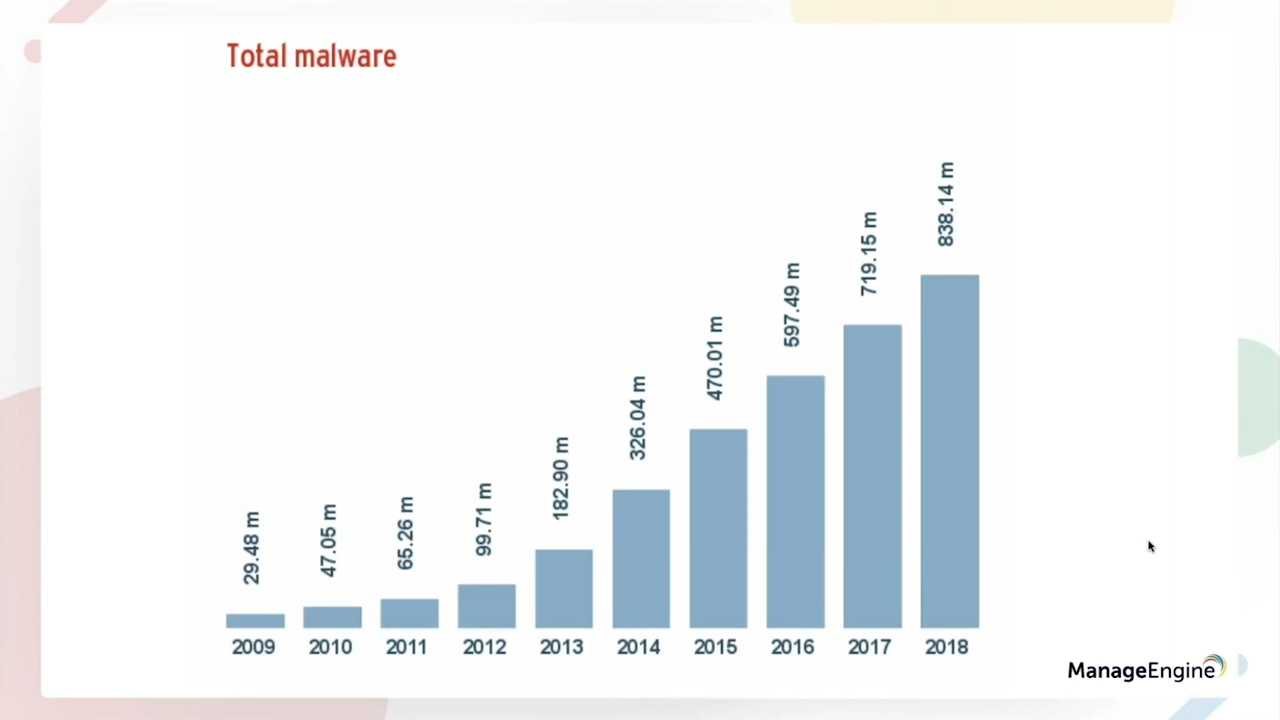 Total malware
29.48 m
47.05 m
65.26 m
99.71 m
182.90 m
326.04 m
470.01 m
597.49 m
719.15 m
838.14 m
2009 2010 2011 2012 2013 2014 2015 2016 2017 2018
ManageEngine